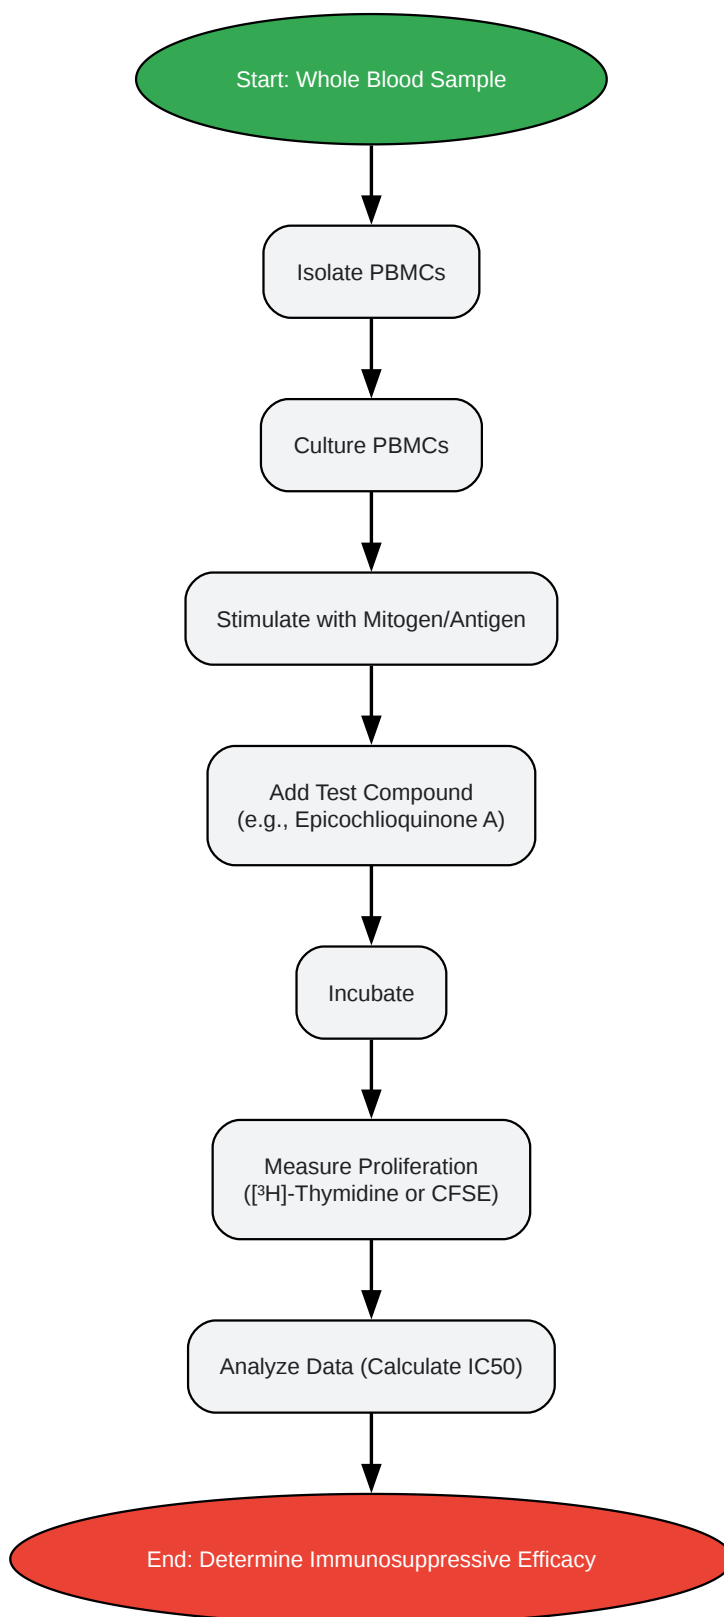 Start: Whole Blood Sample
Isolate PBMCs
Culture PBMCs
Stimulate with Mitogen/Antigen
Add Test Compound
(e.g., Epicochlioquinone A)
Incubate
Measure Proliferation
([³H]-Thymidine or CFSE)
Analyze Data (Calculate IC50)
End: Determine Immunosuppressive Efficacy